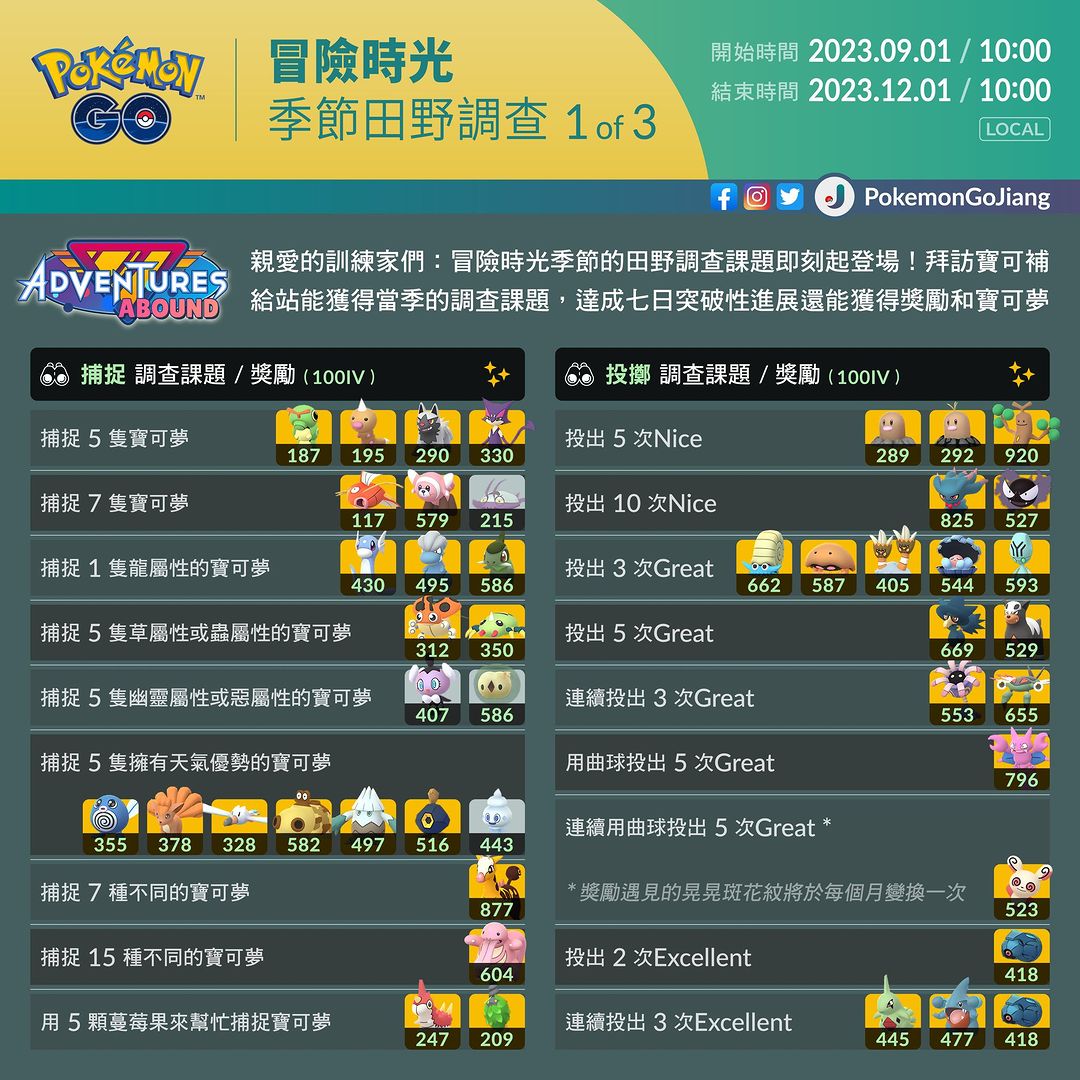 POKÉMON
GO
TM
冒險時光
季節田野調查 1 of 3
開始時間 2023.09.01 / 10:00
結束時間 2023.12.01 / 10:00
LOCAL
PokemonGoJiang
ADVENTURES
ABOUND
親愛的訓練家們：冒險時光季節的田野調查課題即刻起登場！拜訪寶可補
給站能獲得當季的調查課題，達成七日突破性進展還能獲得獎勵和寶可夢
捕捉 調查課題 / 獎勵 ( 100IV )
捕捉 5 隻寶可夢
187 195 290 330
捕捉 7 隻寶可夢
117 579 215
捕捉 1 隻龍屬性的寶可夢
430 495 586
捕捉 5 隻草屬性或蟲屬性的寶可夢
312 350
捕捉 5 隻幽靈屬性或惡屬性的寶可夢
407 586
捕捉 5 隻擁有天氣優勢的寶可夢
355 378 328 582 497 516 443
捕捉 7 種不同的寶可夢
877
捕捉 15 種不同的寶可夢
604
用 5 顆蔓莓果來幫忙捕捉寶可夢
247 209
投擲 調查課題 / 獎勵 ( 100IV )
投出 5 次Nice
289 292 920
投出 10 次Nice
825 527
投出 3 次Great
662 587 405 544 593
投出 5 次Great
669 529
連續投出 3 次Great
553 655
用曲球投出 5 次Great
796
連續用曲球投出 5 次Great *
*獎勵遇見的晃晃斑花紋將於每個月變換一次
523
投出 2 次Excellent
418
連續投出 3 次Excellent
445 477 418